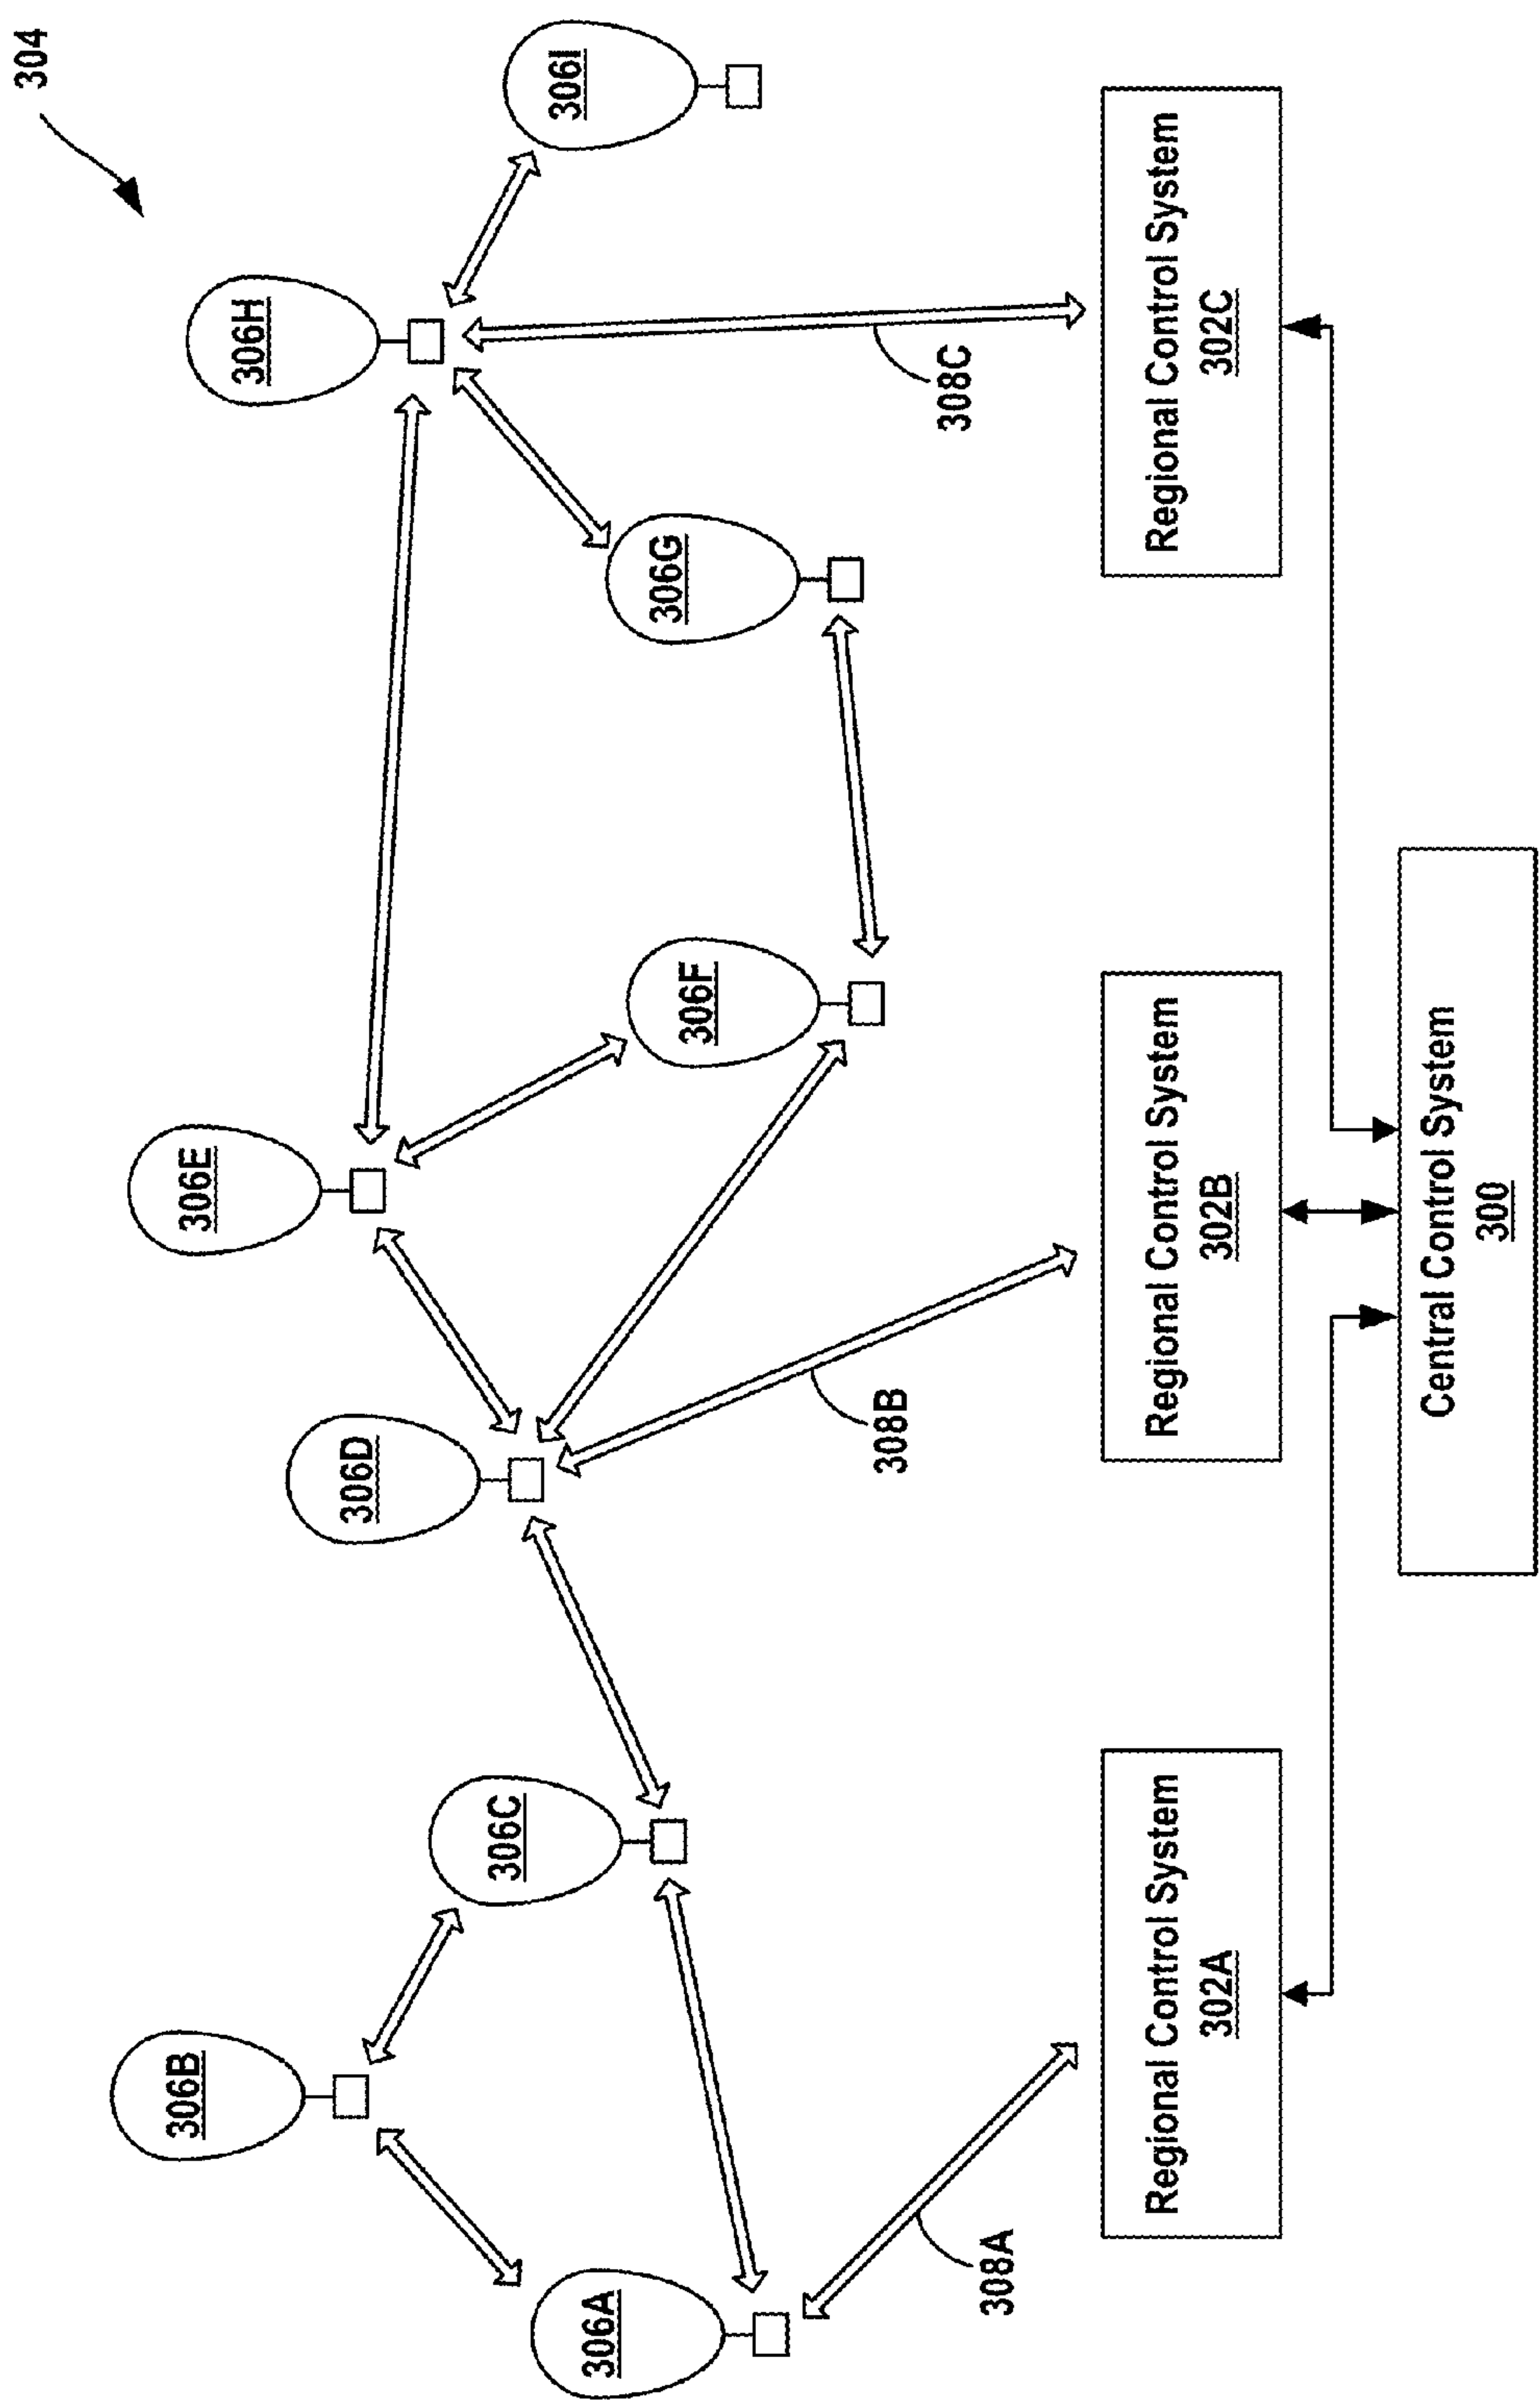 304
306B
306E
306H
306D
306C
306I
306A
306F
306G
308A
308B
308C
Regional Control System
302A
Regional Control System
302B
Regional Control System
302C
Central Control System
300